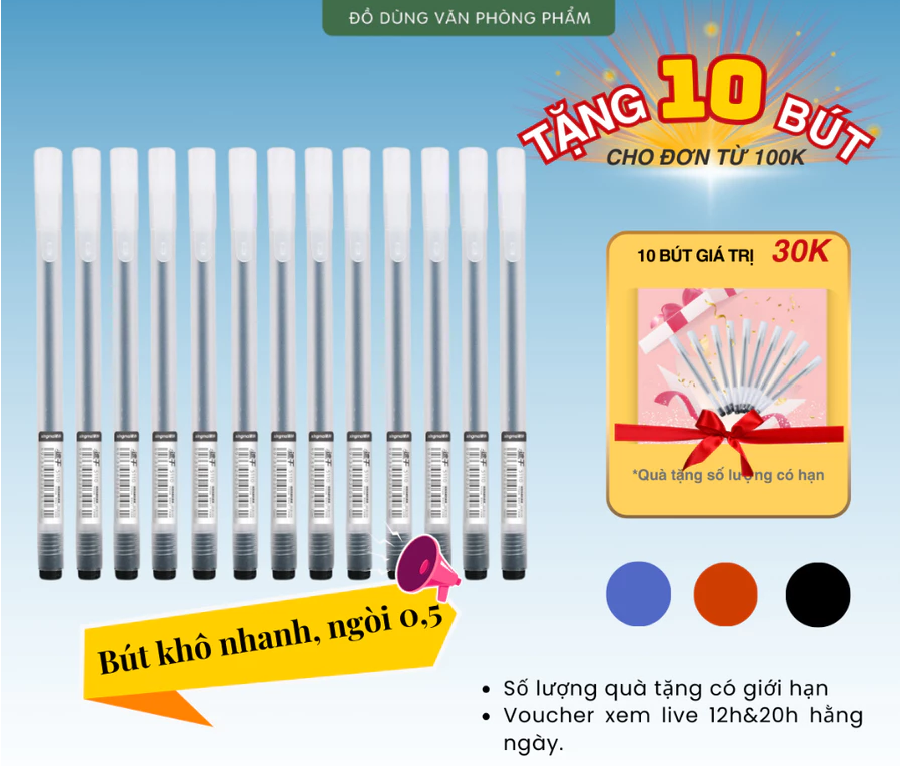 ĐỒ DÙNG VĂN PHÒNG PHẨM
TẶNG 10 BÚT
CHO ĐƠN TỪ 100K
10 BÚT GIÁ TRỊ 30K
*Quà tặng số lượng có hạn
Bút khô nhanh, ngòi 0,5
• Số lượng quà tặng có giới hạn
• Voucher xem live 12h&20h hằng
ngày.